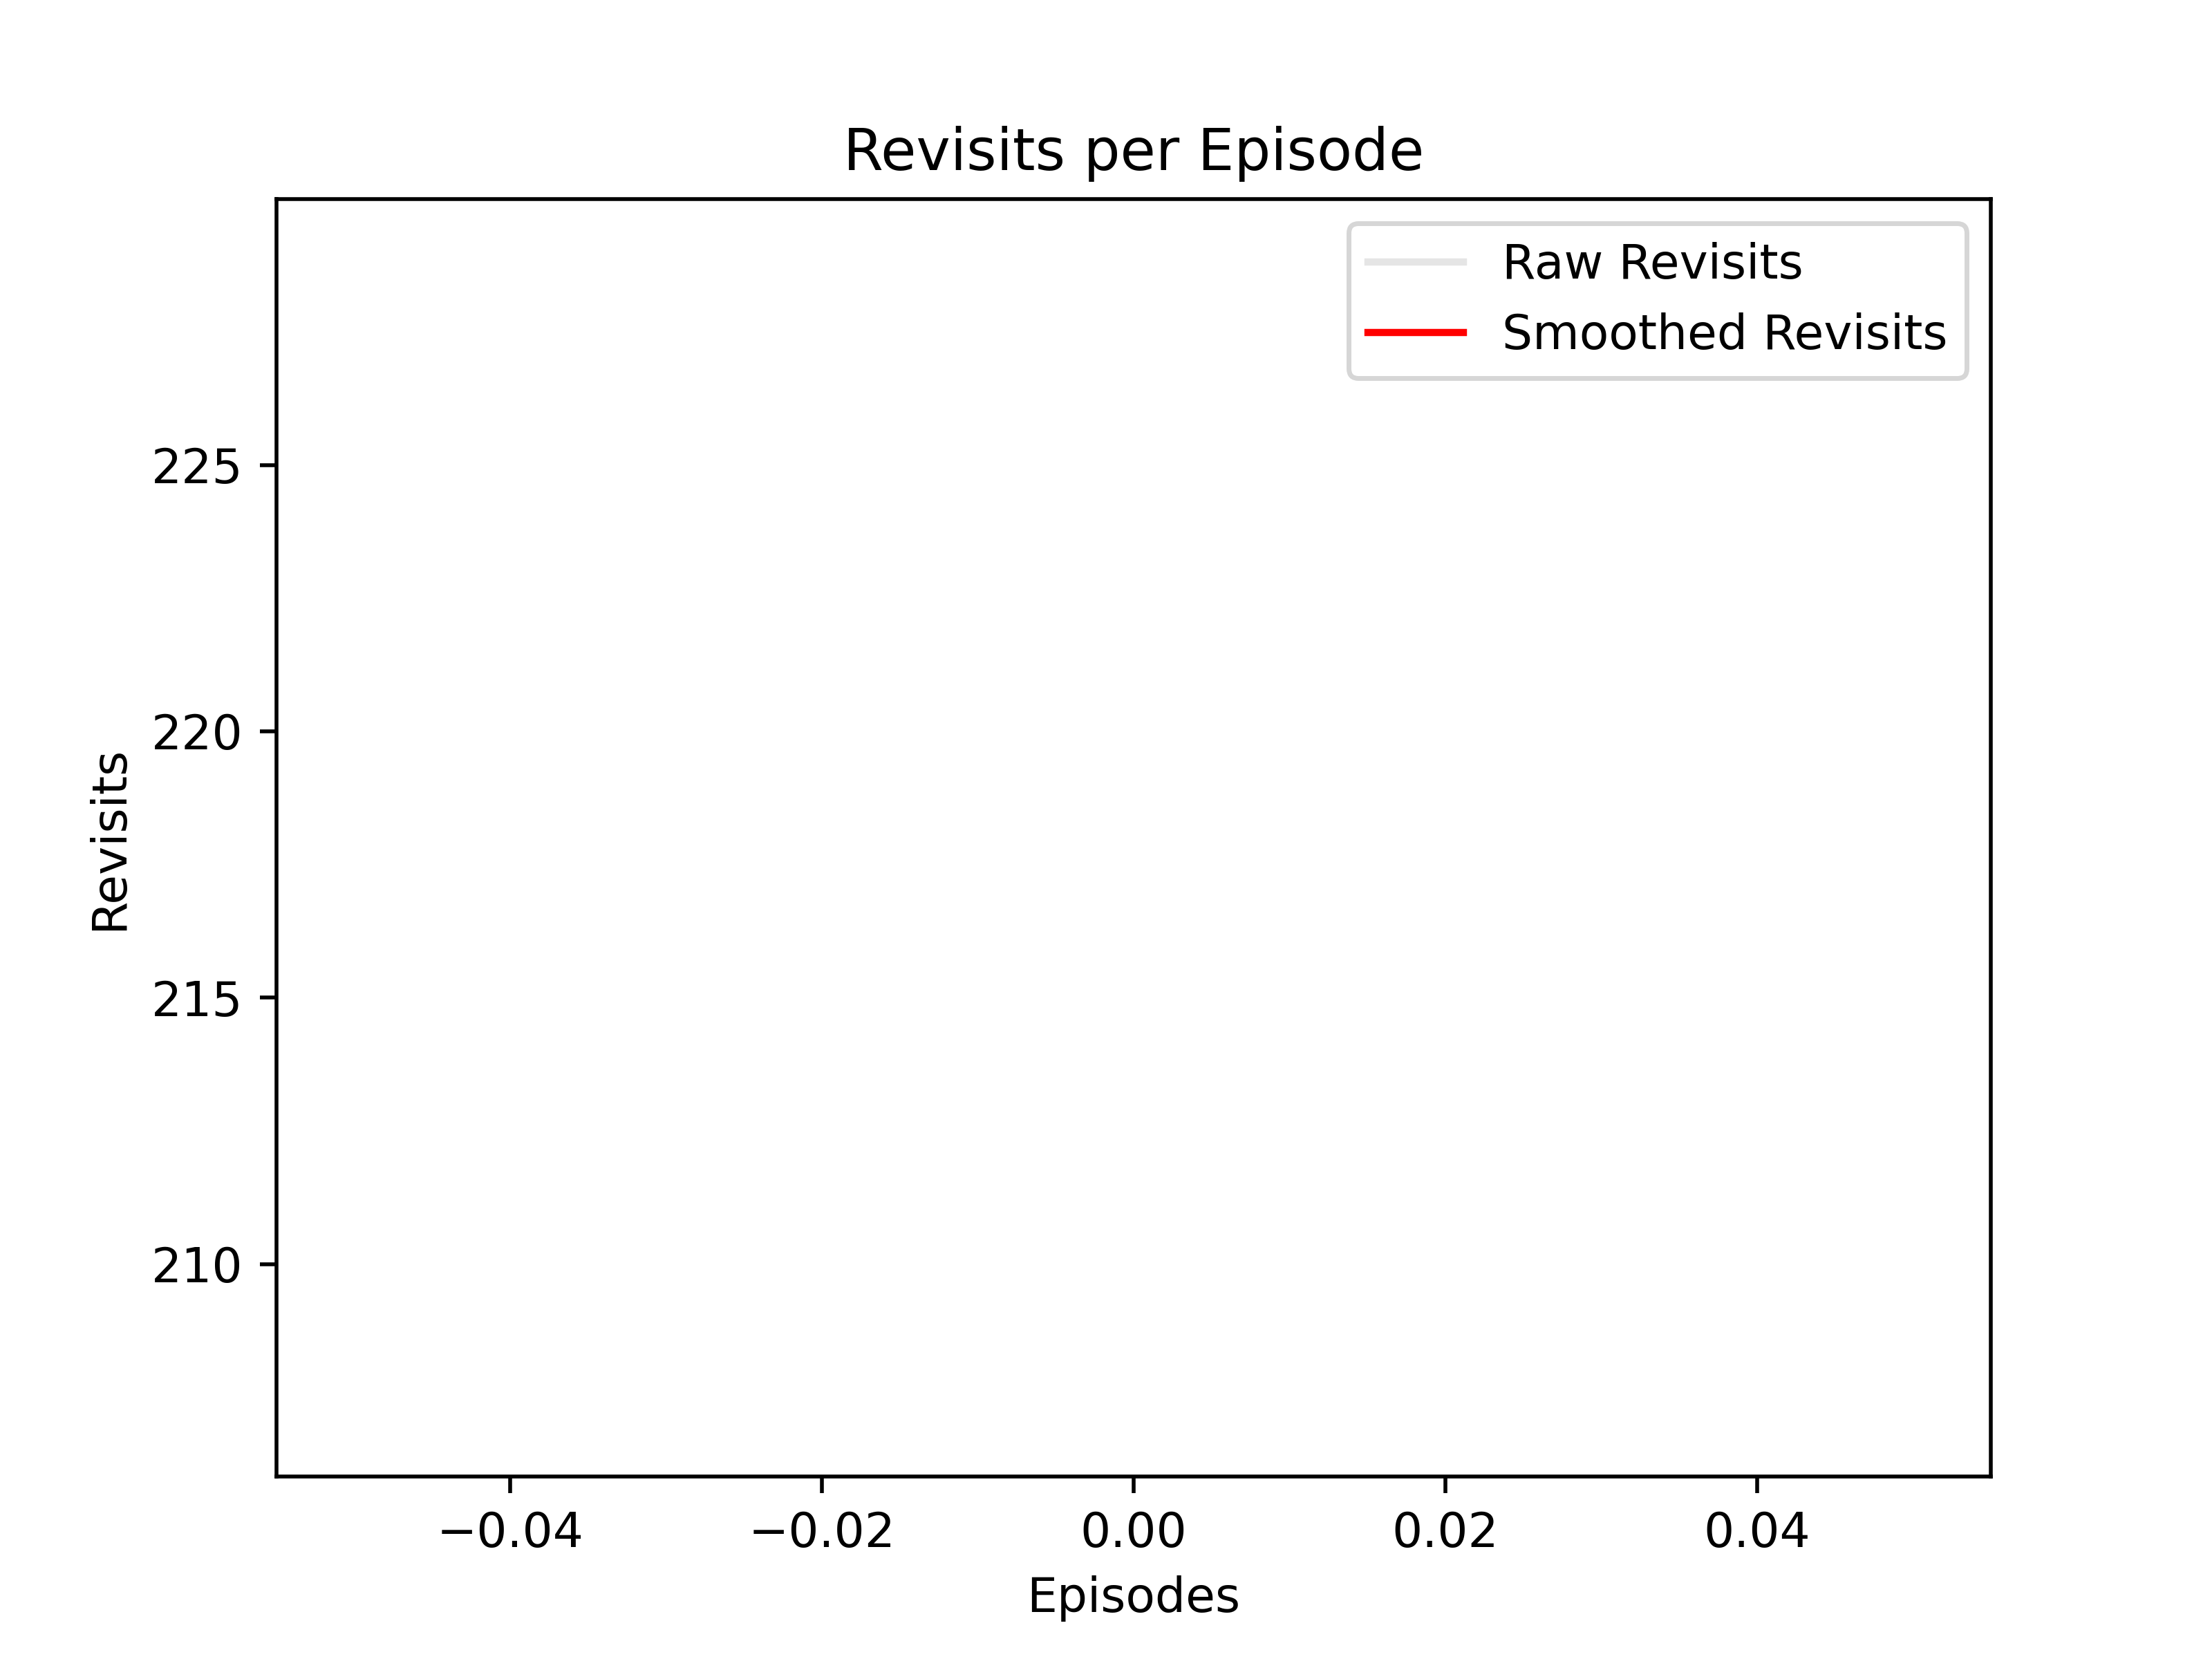 Revisits per Episode
Raw Revisits
Smoothed Revisits
225
220
215
210
Revisits
−0.04
−0.02
0.00
0.02
0.04
Episodes